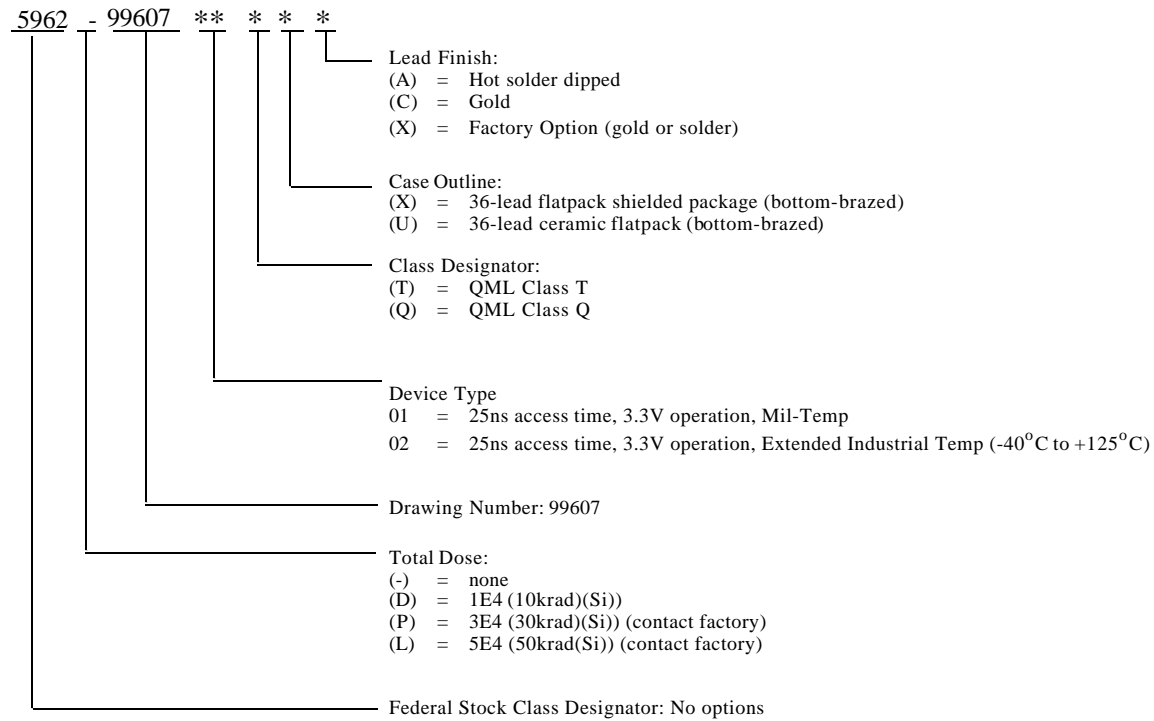 5962 - 99607 ** * * *
Lead Finish:
(A) = Hot solder dipped
(C) = Gold
(X) = Factory Option (gold or solder)
Case Outline:
(X) = 36-lead flatpack shielded package (bottom-brazed)
(U) = 36-lead ceramic flatpack (bottom-brazed)
Class Designator:
(T) = QML Class T
(Q) = QML Class Q
Device Type
01 = 25ns access time, 3.3V operation, Mil-Temp
02 = 25ns access time, 3.3V operation, Extended Industrial Temp (-40°C to +125°C)
Drawing Number: 99607
Total Dose:
(-) = none
(D) = 1E4 (10krad)(Si))
(P) = 3E4 (30krad)(Si)) (contact factory)
(L) = 5E4 (50krad(Si)) (contact factory)
Federal Stock Class Designator: No options